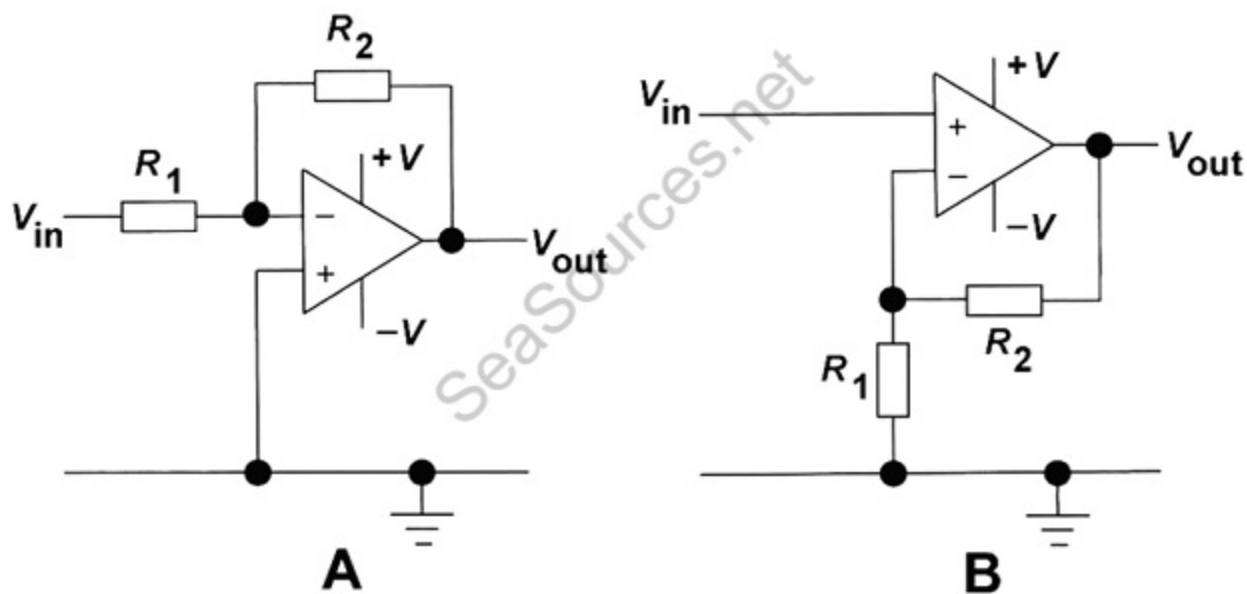 R2
+V
R1
Vin
−
+
Vout
−V
A
+V
Vin
+
−
Vout
−V
R2
R1
B
SeaSources.net